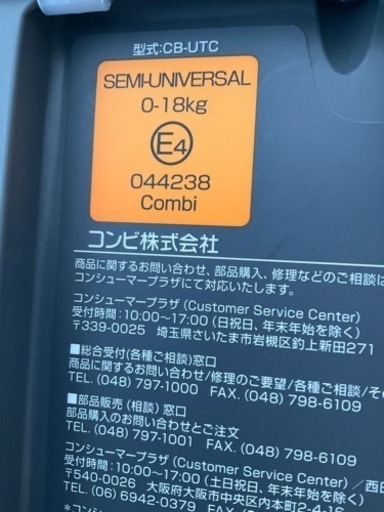 型式:CB-UTC
SEMI-UNIVERSAL
0-18kg
E4
044238
Combi
コンビ株式会社
商品に関するお問い合わせ、部品購入、修理などのご相談は
コンシューマープラザにて対応いたします。
コンシューマープラザ (Customer Service Center)
受付時間:10:00〜17:00 (日祝日、年末年始を除く)
〒339-0025 埼玉県さいたま市岩槻区釣上新田271
■総合受付(各種ご相談)窓口
商品に関するお問い合わせ/修理のご要望/各種ご相談/そ
TEL. (048) 797-1000 FAX. (048) 798-6109
■部品販売 (相談) 窓口
部品購入のお問い合わせとご注文
TEL. (048) 797-1001 FAX. (048) 798-6109
コンシューマープラザ (Customer Service Center) /西日
受付時間:10:00〜17:00 (土日祝日、年末年始を除く)
〒540-0026 大阪府大阪市中央区内本町2-4-16
TEL. (06) 6942-0379
*コン